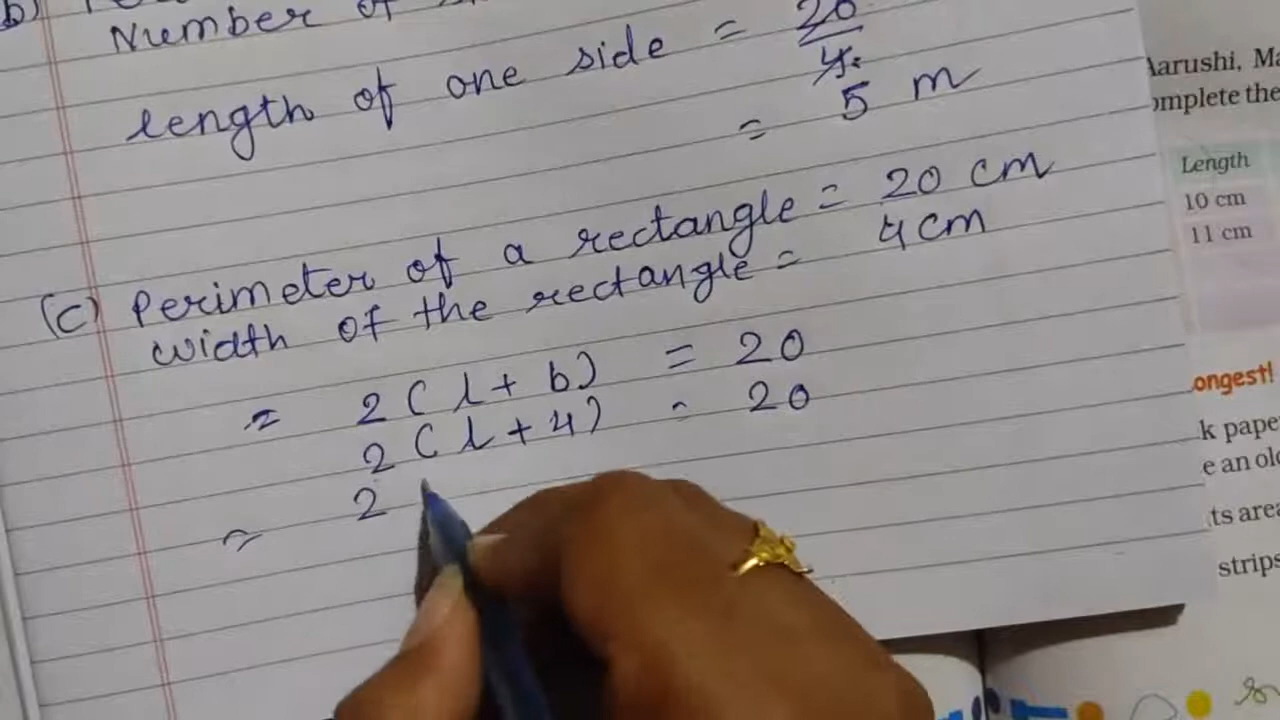 b)
Number of
length of one side = 20
4.
= 5 m
(c) Perimeter of a rectangle = 20 cm
width of the rectangle = 4 cm
= 2 ( l + b ) = 20
2 ( l + 4 ) = 20
= 2
Aarushi, Ma
omplete the
Length
10 cm
11 cm
ongest!
k pape
e an old
ts area
strips